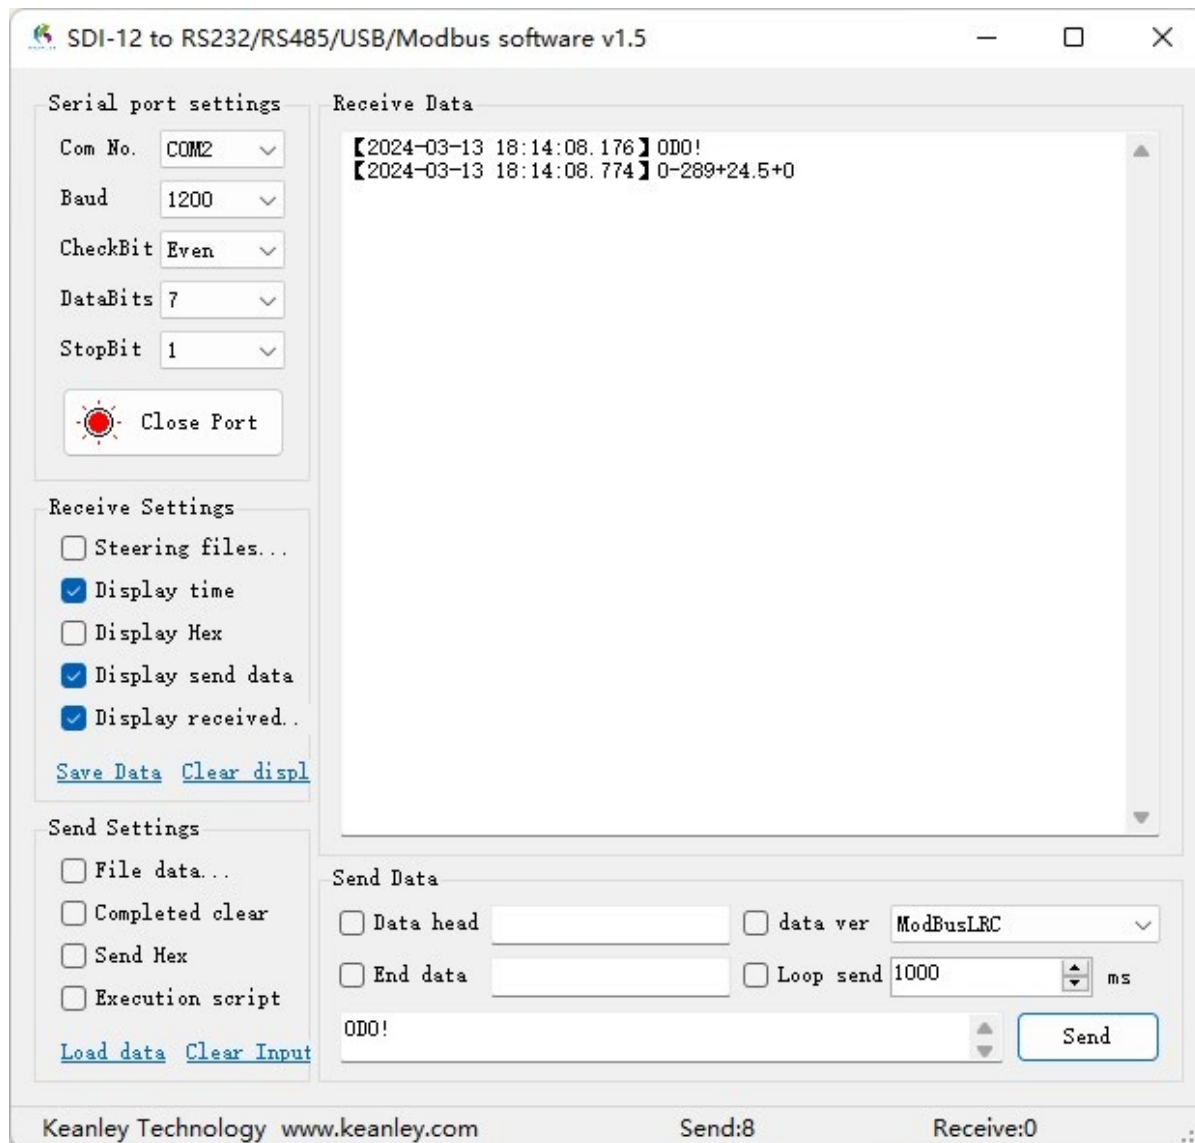 SDI-12 to RS232/RS485/USB/Modbus software v1.5
Serial port settings
Com No. COM2
Baud 1200
CheckBit Even
DataBits 7
StopBit 1
Close Port
Receive Settings
Steering files...
Display time
Display Hex
Display send data
Display received..
Save Data Clear displ
Send Settings
File data...
Completed clear
Send Hex
Execution script
Load data Clear Input
Receive Data
【2024-03-13 18:14:08.176】0D0!
【2024-03-13 18:14:08.774】0-289+24.5+0
Send Data
Data head data ver ModBusLRC
End data Loop send 1000 ms
0D0! Send
Keanley Technology www.keanley.com Send:8 Receive:0